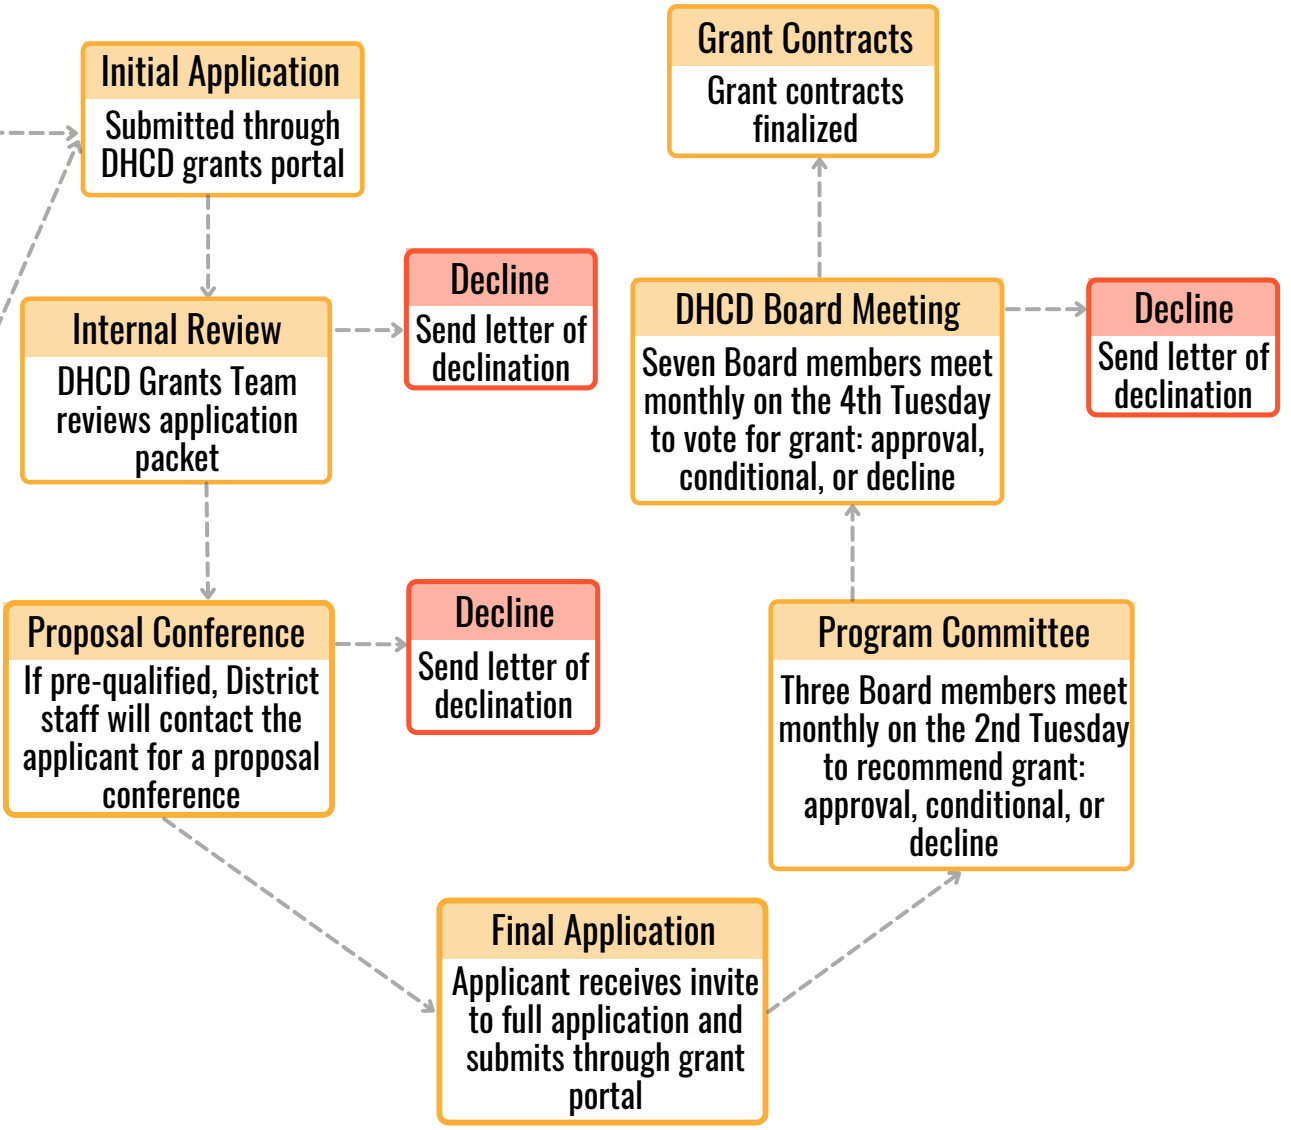 Initial Application
Submitted through
DHCD grants portal
Internal Review
DHCD Grants Team
reviews application
packet
Decline
Send letter of
declination
Proposal Conference
If pre-qualified, District
staff will contact the
applicant for a proposal
conference
Decline
Send letter of
declination
Final Application
Applicant receives invite
to full application and
submits through grant
portal
Program Committee
Three Board members meet
monthly on the 2nd Tuesday
to recommend grant:
approval, conditional, or
decline
DHCD Board Meeting
Seven Board members meet
monthly on the 4th Tuesday
to vote for grant: approval,
conditional, or decline
Decline
Send letter of
declination
Grant Contracts
Grant contracts
finalized